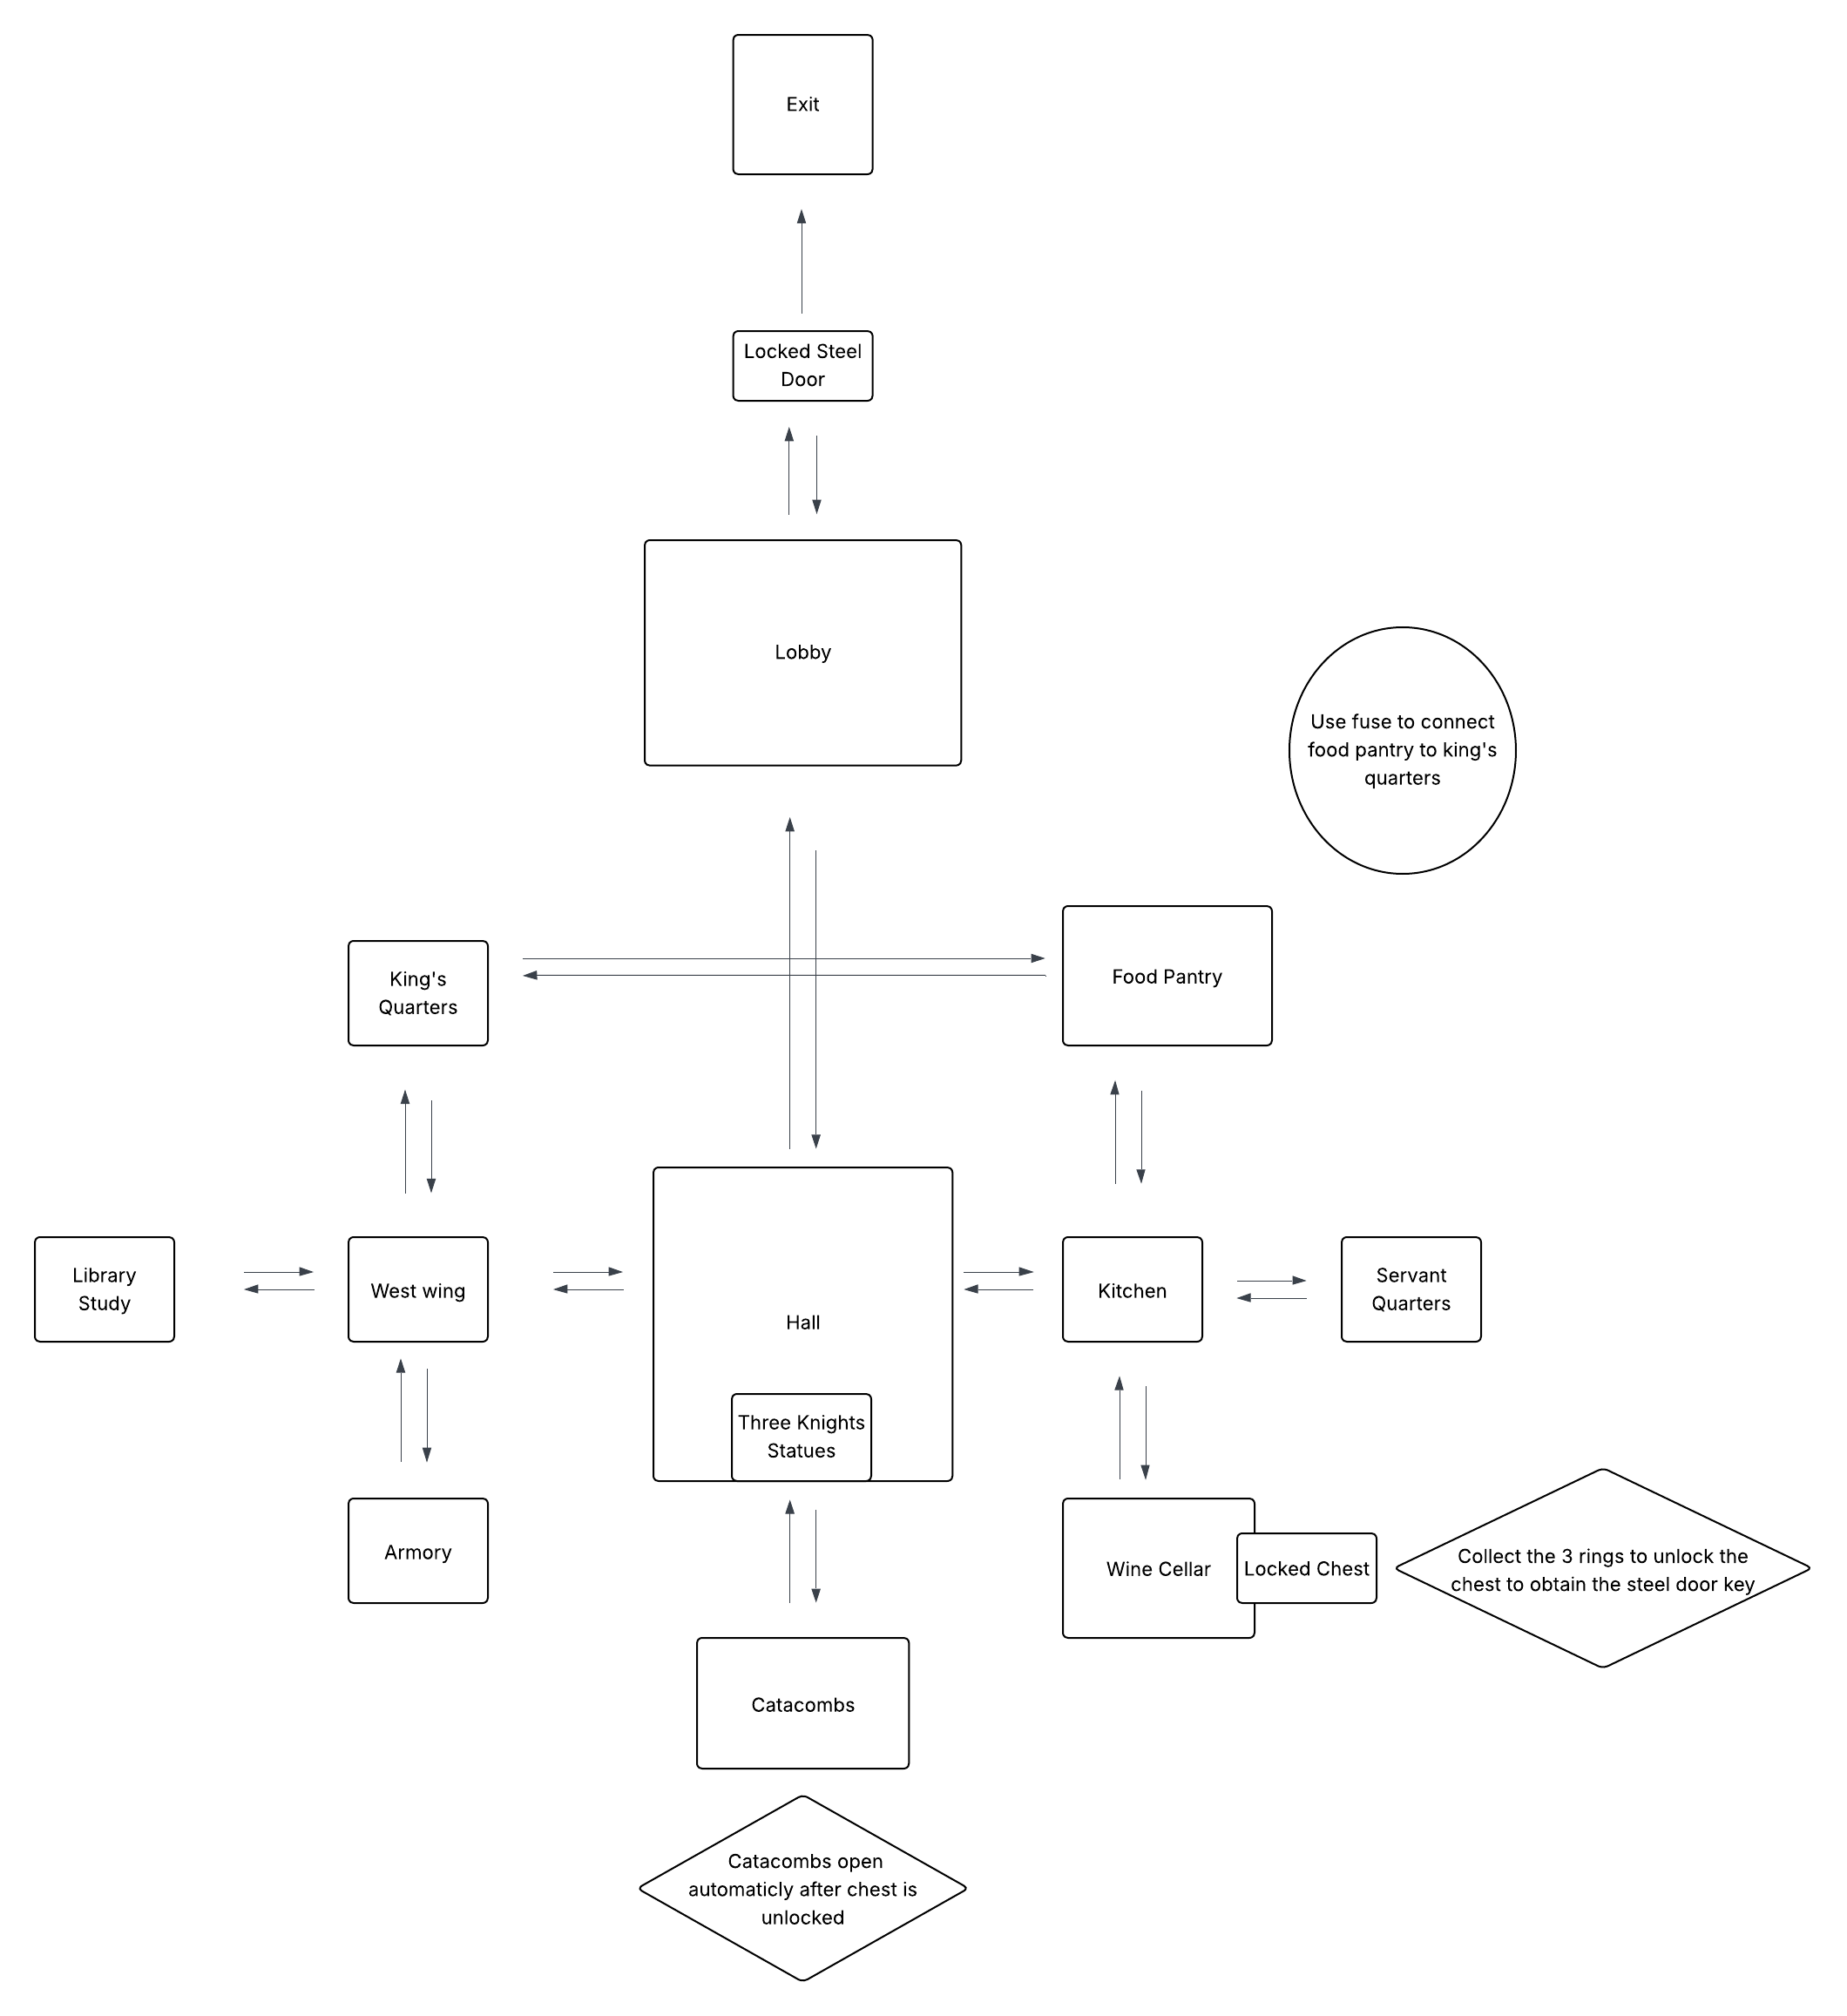 Exit
Locked Steel
Door
Lobby
Use fuse to connect
food pantry to king's
quarters
King's
Quarters
Food Pantry
Library
Study
West wing
Hall
Kitchen
Servant
Quarters
Three Knights
Statues
Armory
Wine Cellar
Locked Chest
Collect the 3 rings to unlock the
chest to obtain the steel door key
Catacombs
Catacombs open
automaticly after chest is
unlocked